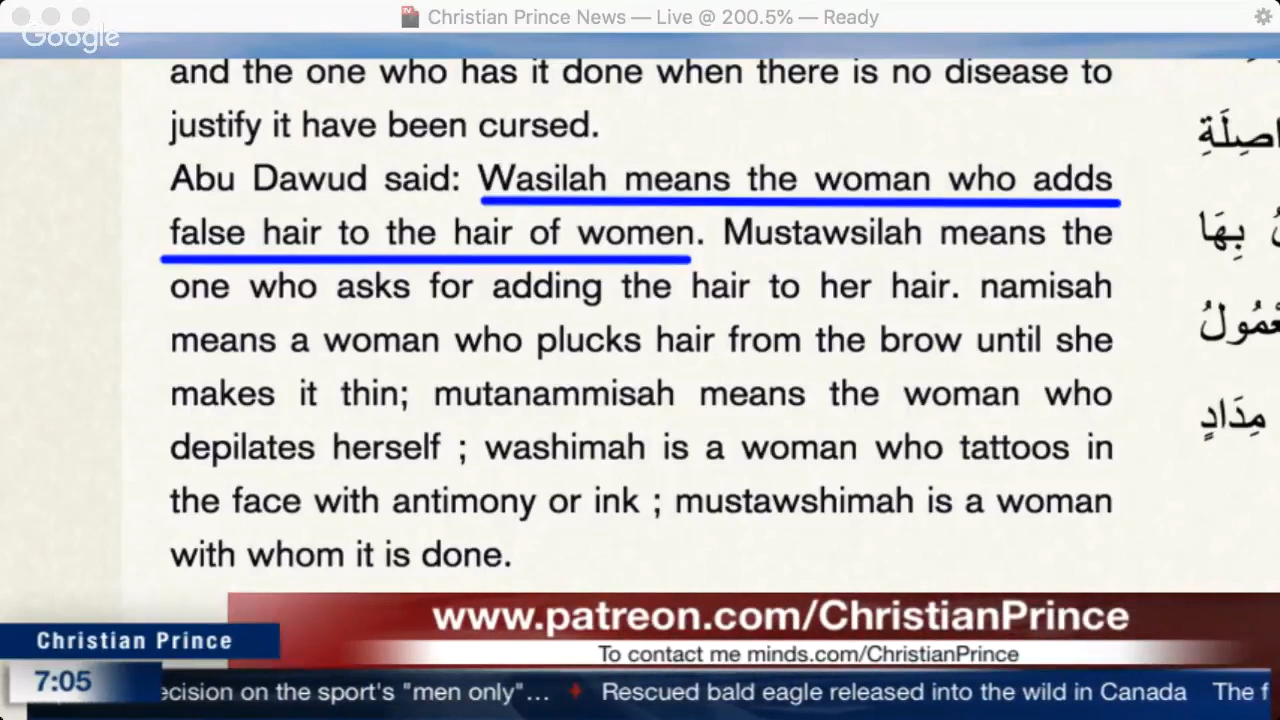 Christian Prince News — Live @ 200.5% — Ready
Google
and the one who has it done when there is no disease to
justify it have been cursed.
Abu Dawud said: Wasilah means the woman who adds
false hair to the hair of women. Mustawsilah means the
one who asks for adding the hair to her hair. namisah
means a woman who plucks hair from the brow until she
makes it thin; mutanammisah means the woman who
depilates herself ; washimah is a woman who tattoos in
the face with antimony or ink ; mustawshimah is a woman
with whom it is done.
بِهَا
مِدَادٍ
www.patreon.com/ChristianPrince
To contact me minds.com/ChristianPrince
Christian Prince
7:05
ecision on the sport's "men only"... Rescued bald eagle released into the wild in Canada The f